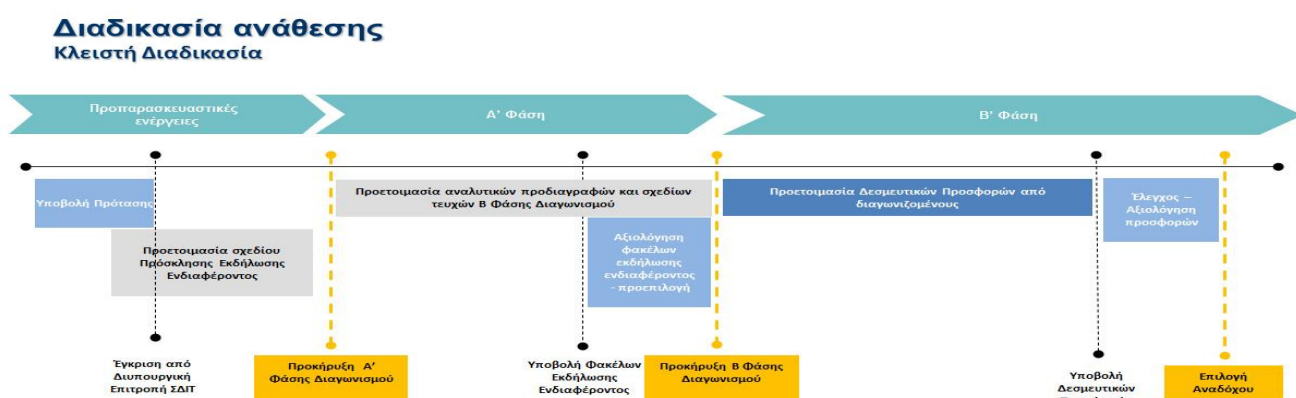 Διαδικασία ανάθεσης
Κλειστή Διαδικασία
Προπαρασκευαστικές
ενέργειες
Α' Φάση
Β' Φάση
Υποβολή Πρότασης
Προετοιμασία σχεδίου
Πρόσκλησης Εκδήλωσης
Ενδιαφέροντος
Προετοιμασία αναλυτικών προδιαγραφών και σχεδίων
τευχών Β Φάσης Διαγωνισμού
Αξιολόγηση
φακέλων
εκδήλωσης
ενδιαφέροντος
- προεπιλογή
Προετοιμασία Δεσμευτικών Προσφορών από
διαγωνιζομένους
Έλεγχος –
Αξιολόγηση
προσφορών
Έγκριση από
Διυπουργική
Επιτροπή ΣΔΙΤ
Προκήρυξη Α'
Φάσης Διαγωνισμού
Υποβολή Φακέλων
Εκδήλωσης
Ενδιαφέροντος
Προκήρυξη Β Φάσης
Διαγωνισμού
Υποβολή
Δεσμευτικών
Επιλογή
Αναδόχου